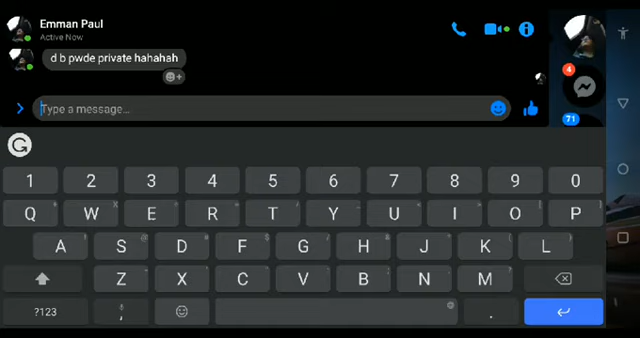 Emman Paul
Active Now
d b pwde private hahahah
4
Type a message...
71
1 2 3 4 5 6 7 8 9 0
Q W E R T Y U I O P
A S D F G H J K L
Z X C V B N M
?123 , .